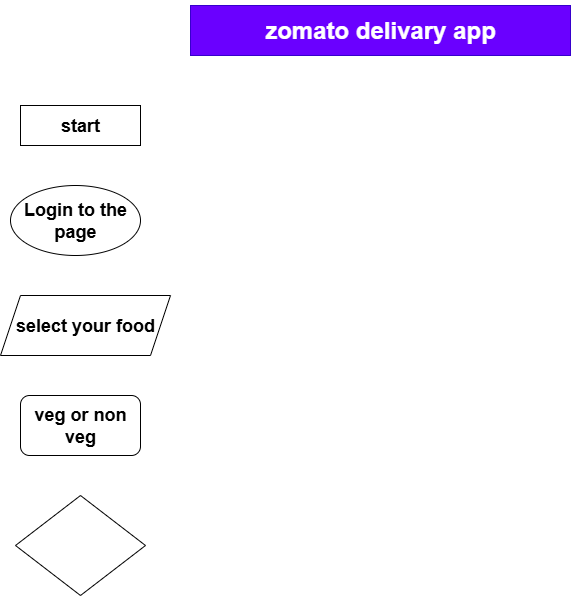 zomato delivary app
start
Login to the
page
select your food
veg or non
veg